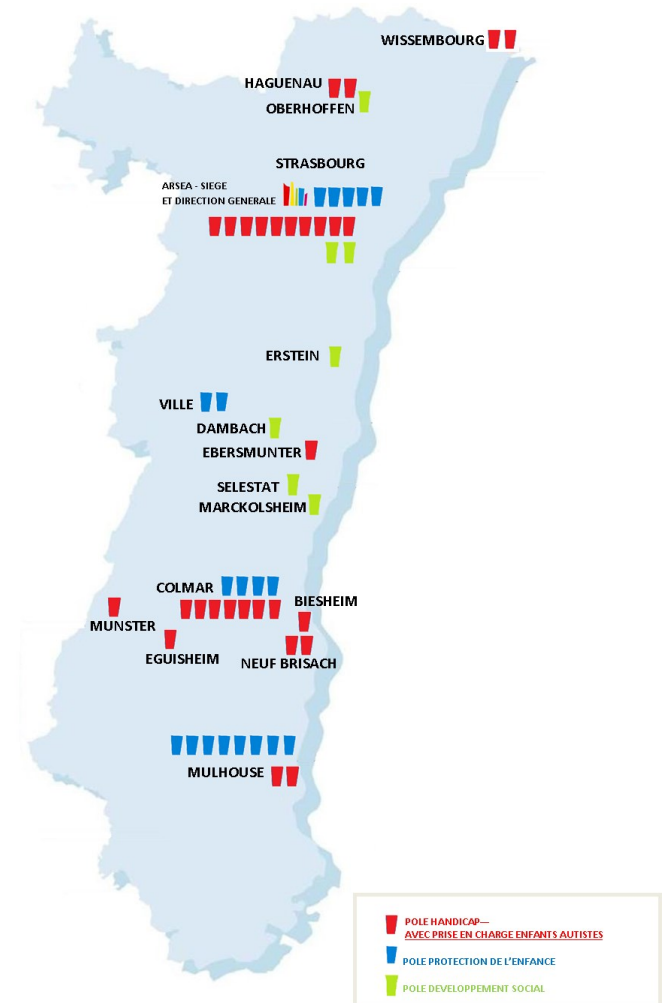 WISSEMBOURG
HAGUENAU
OBERHOFFEN
STRASBOURG
ARSEA - SIEGE
ET DIRECTION GENERALE
ERSTEIN
VILLE
DAMBACH
EBERSMUNTER
SELESTAT
MARCKOLSHEIM
COLMAR
BIESHEIM
MUNSTER
EGUISHEIM
NEUF BRISACH
MULHOUSE
POLE HANDICAP—
AVEC PRISE EN CHARGE ENFANTS AUTISTES
POLE PROTECTION DE L'ENFANCE
POLE DEVELOPPEMENT SOCIAL